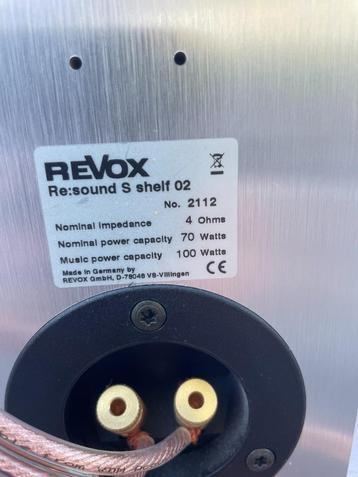 REVOX
Re:sound S shelf 02
No. 2112
Nominal impedance 4 Ohms
Nominal power capacity 70 Watts
Music power capacity 100 Watts
Made in Germany by
REVOX GmbH, D-78048 VS-Villingen
CE